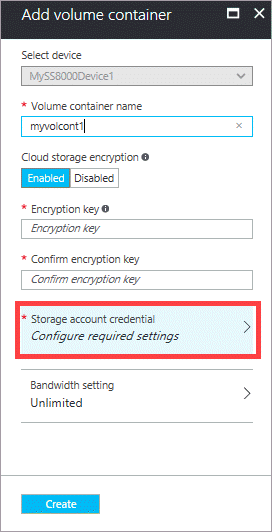 Add volume container
Select device
MySS8000Device1
* Volume container name
myvolcont1
Cloud storage encryption
Enabled Disabled
* Encryption key
Encryption key
* Confirm encryption key
Confirm encryption key
* Storage account credential
Configure required settings
Bandwidth setting
Unlimited
Create